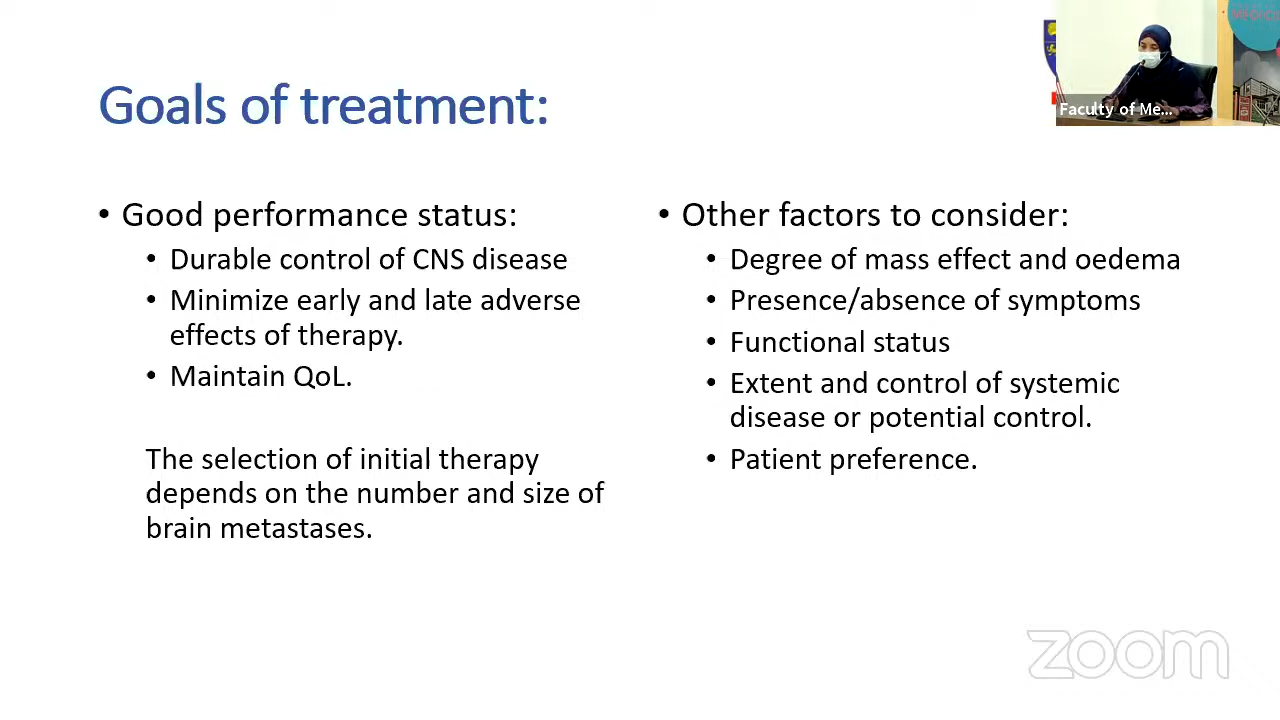 Goals of treatment:
• Good performance status:
• Durable control of CNS disease
• Minimize early and late adverse
effects of therapy.
• Maintain QoL.
The selection of initial therapy
depends on the number and size of
brain metastases.
• Other factors to consider:
• Degree of mass effect and oedema
• Presence/absence of symptoms
• Functional status
• Extent and control of systemic
disease or potential control.
• Patient preference.
Faculty of Me...
zoom